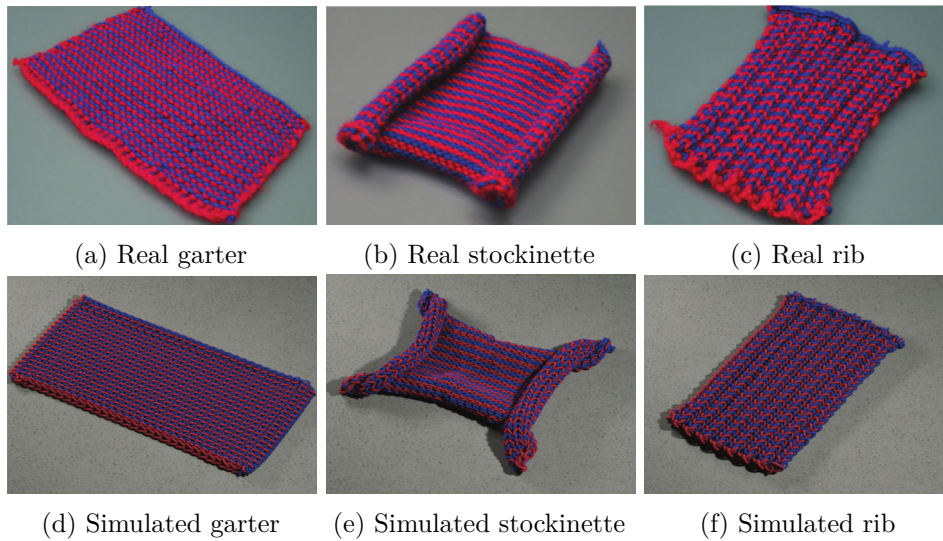 (a) Real garter
(b) Real stockinette
(c) Real rib
(d) Simulated garter
(e) Simulated stockinette
(f) Simulated rib